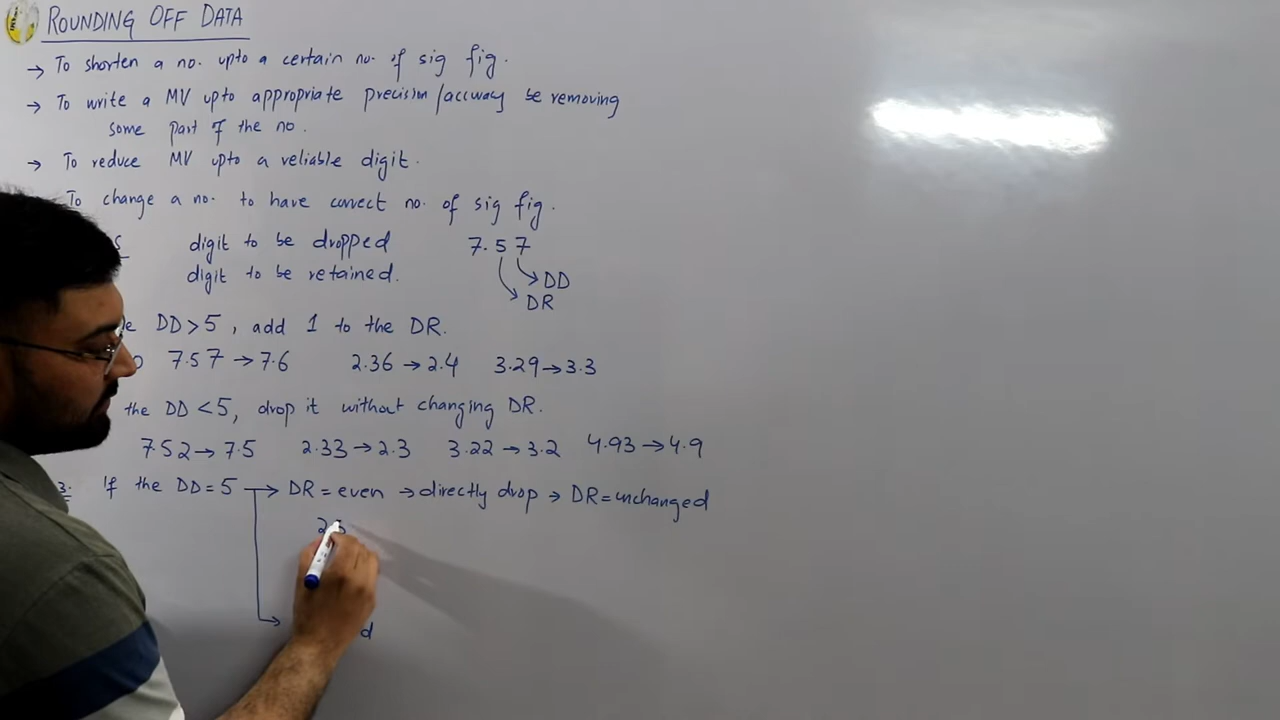 ROUNDING OFF DATA
→ To shorten a no. upto a certain no. of sig fig.
→ To write a MV upto appropriate precision/accuracy be removing
some part of the no.
→ To reduce MV upto a reliable digit.
To change a no. to have correct no. of sig fig.
digit to be dropped 7.57
digit to be retained. → DD
→ DR
DD > 5, add 1 to the DR.
7.57 → 7.6 2.36 → 2.4 3.29 → 3.3
the DD < 5, drop it without changing DR.
7.52 → 7.5 2.33 → 2.3 3.22 → 3.2 4.93 → 4.9
3: If the DD = 5 → DR = even → directly drop → DR = unchanged